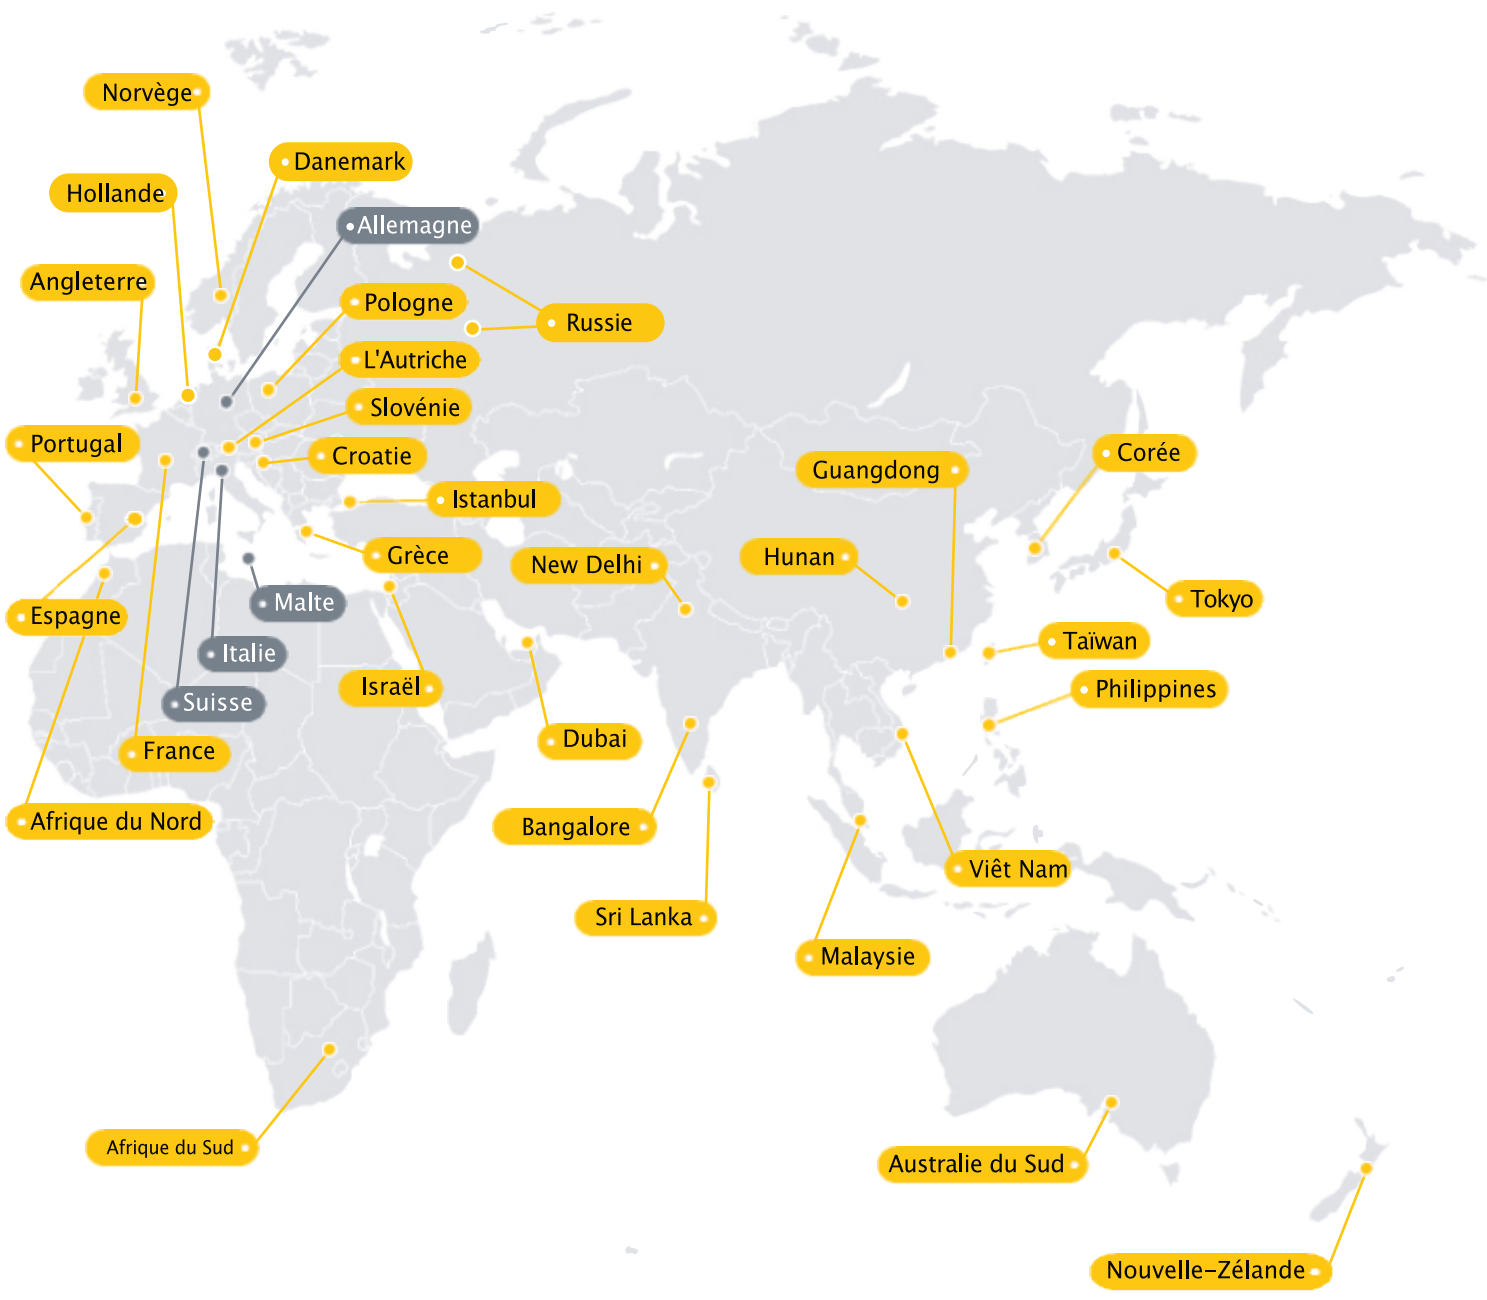 Norvège
Danemark
Hollande
Allemagne
Angleterre
Pologne
Russie
L'Autriche
Slovénie
Portugal
Croatie
Corée
Guangdong
Istanbul
Grèce
New Delhi
Hunan
Tokyo
Espagne
Malte
Taïwan
Italie
Israël
Philippines
Suisse
France
Dubai
Afrique du Nord
Bangalore
Viêt Nam
Sri Lanka
Malaysie
Afrique du Sud
Australie du Sud
Nouvelle-Zélande